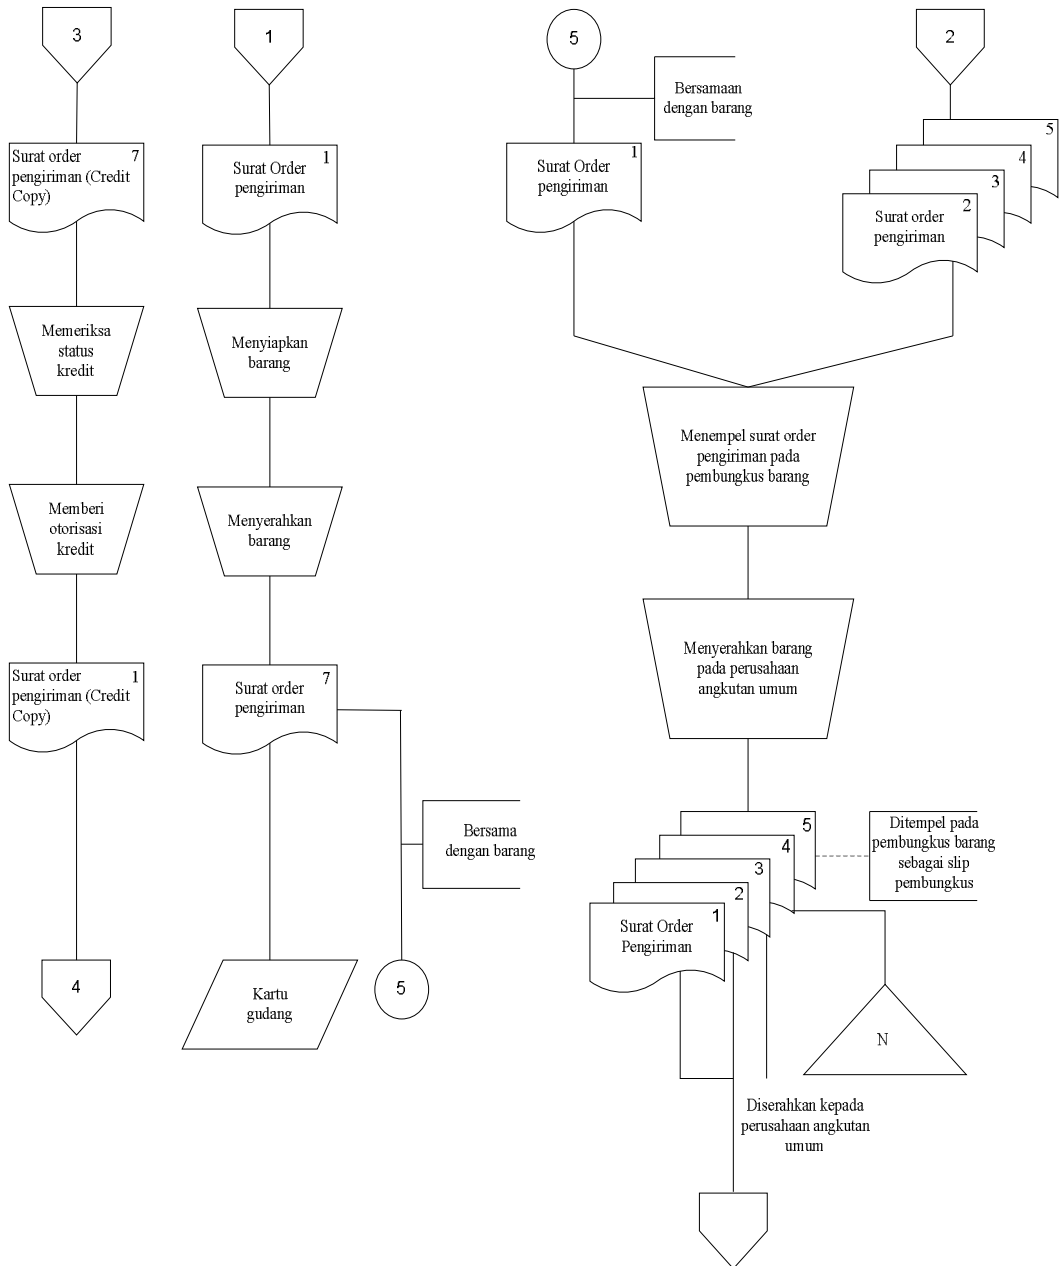 3
Surat order
7
pengiriman (Credit
Copy)
Memeriksa
status
kredit
Memberi
otorisasi
kredit
Surat order
1
pengiriman (Credit
Copy)
4
1
Surat Order
1
pengiriman
Menyiapkan
barang
Menyerahkan
barang
Surat order
7
pengiriman
Bersama
dengan barang
Kartu
gudang
5
5
Bersamaan
dengan barang
Surat Order
1
pengiriman
2
5
4
3
2
Surat order
pengiriman
Menempel surat order
pengiriman pada
pembungkus barang
Menyerahkan barang
pada perusahaan
angkutan umum
5
4
3
2
1
Surat Order
Pengiriman
Ditempel pada
pembungkus barang
sebagai slip
pembungkus
N
Diserahkan kepada
perusahaan angkutan
umum